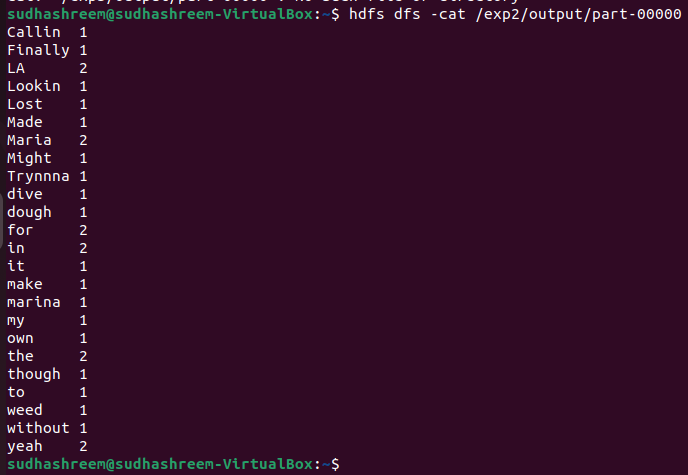 sudhashreem@sudhashreem-VirtualBox:~$ hdfs dfs -cat /exp2/output/part-00000
Callin 1
Finally 1
LA 2
Lookin 1
Lost 1
Made 1
Maria 2
Might 1
Trynnna 1
dive 1
dough 1
for 2
in 2
it 1
make 1
marina 1
my 1
own 1
the 2
though 1
to 1
weed 1
without 1
yeah 2
sudhashreem@sudhashreem-VirtualBox:~$